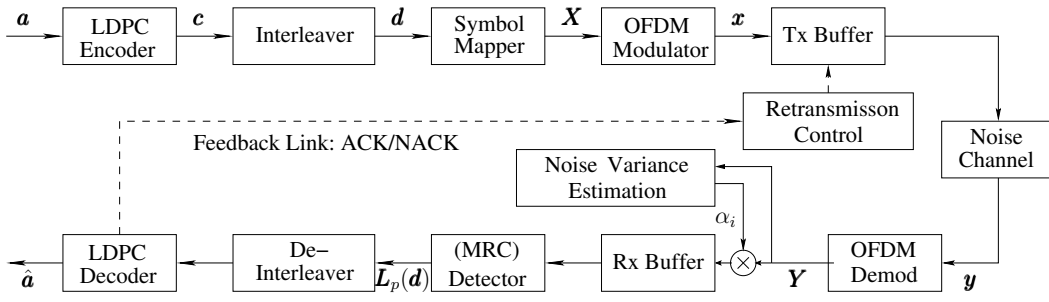 a
LDPC
Encoder
c
Interleaver
d
Symbol
Mapper
X
OFDM
Modulator
x
Tx Buffer
Retransmisson
Control
Feedback Link: ACK/NACK
Noise
Channel
Noise Variance
Estimation
α_i
â
LDPC
Decoder
De−
Interleaver
L_p(d)
(MRC)
Detector
Rx Buffer
Y
OFDM
Demod
y